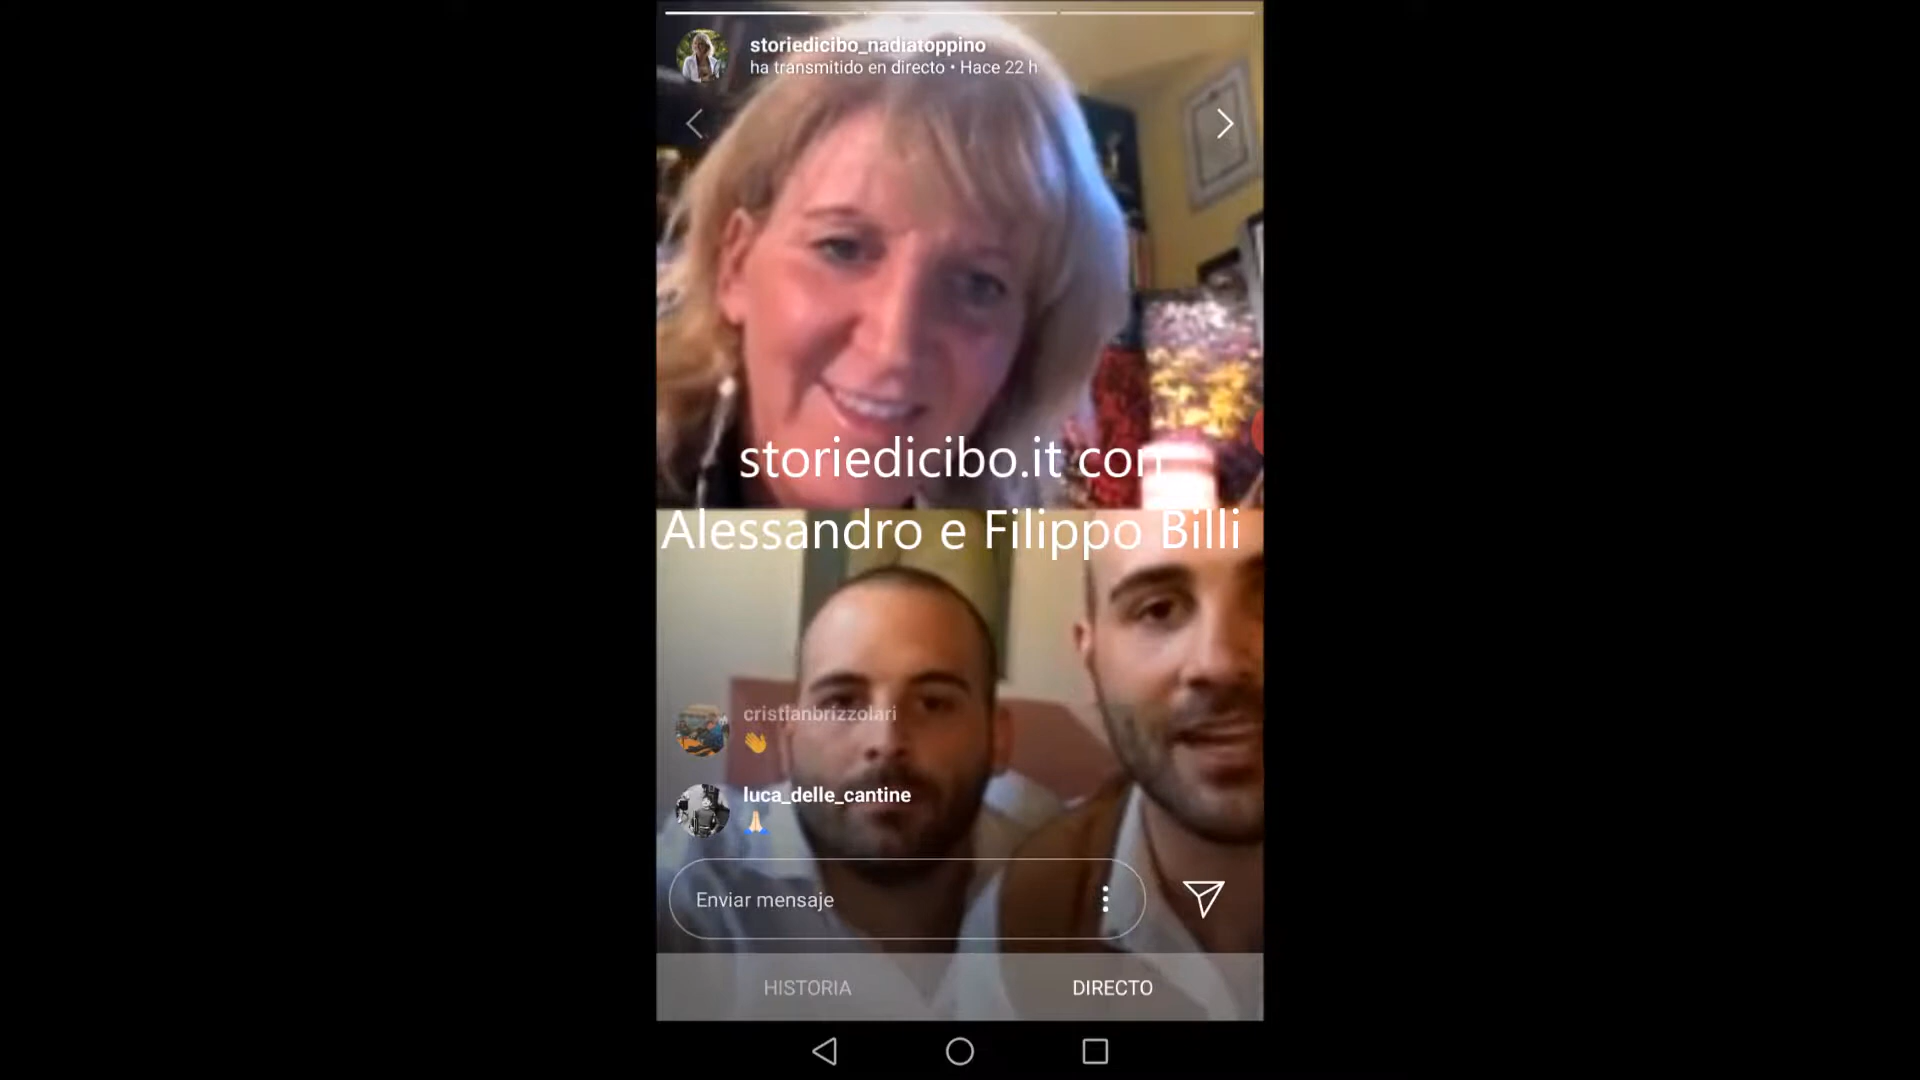 storiedicibo_nadiatoppino
ha transmitido en directo • Hace 22 h
storiedicibo.it con
Alessandro e Filippo Billi
cristianbrizzolari
👋
luca_delle_cantine
🙏🏻
Enviar mensaje
HISTORIA
DIRECTO